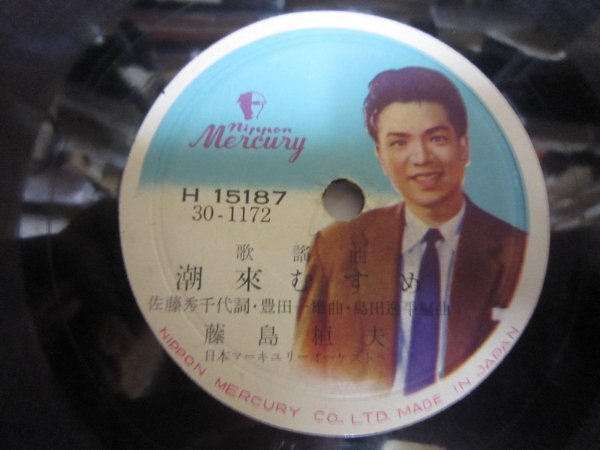 Nippon
Mercury
H 15187
30-1172
歌謡曲
潮來むすめ
佐藤秀千代詞・豊田一雄曲・島田逸平編曲
藤島桓夫
日本マーキュリーオーケストラ
NIPPON MERCURY CO., LTD. MADE IN JAPAN